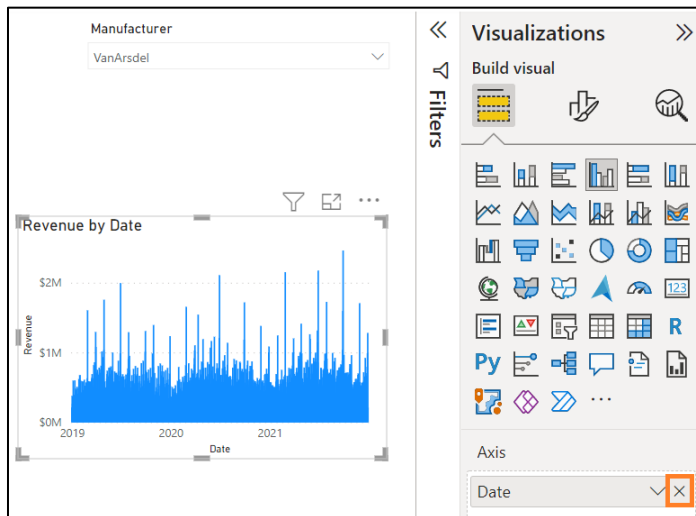 Manufacturer
VanArsdel
Revenue by Date
$2M
$1M
$0M
Revenue
2019 2020 2021
Date
Filters
Visualizations
Build visual
123
R
Py
Axis
Date